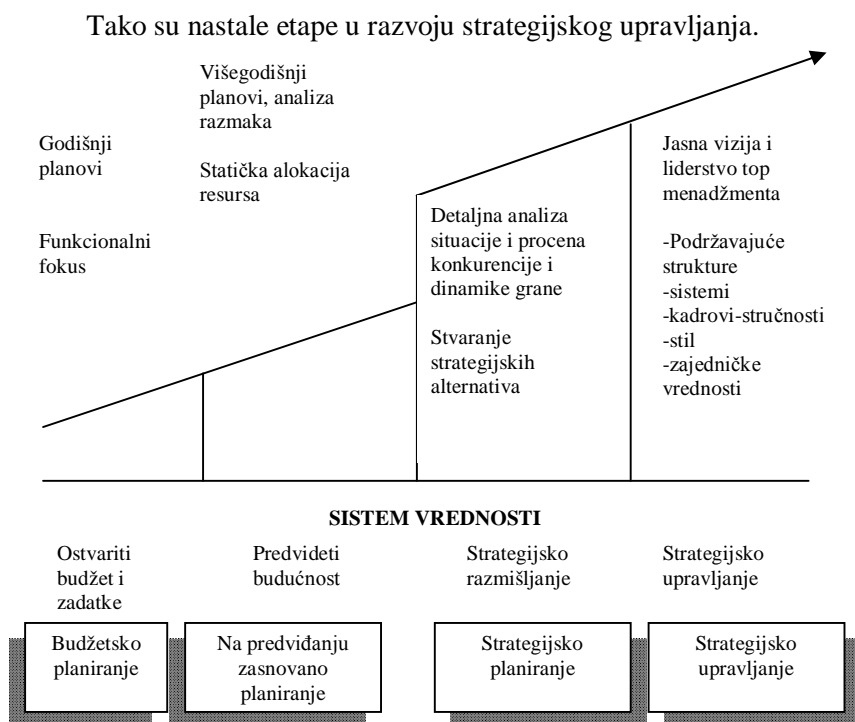 Tako su nastale etape u razvoju strategijskog upravljanja.
Godišnji
planovi
Funkcionalni
fokus
Višegodišnji
planovi, analiza
razmaka
Statička alokacija
resursa
Detaljna analiza
situacije i procena
konkurencije i
dinamike grane
Stvaranje
strategijskih
alternativa
Jasna vizija i
liderstvo top
menadžmenta
-Podržavajuće
strukture
-sistemi
-kadrovi-stručnosti
-stil
-zajedničke
vrednosti
SISTEM VREDNOSTI
Ostvariti
budžet i
zadatke
Predvideti
budućnost
Strategijsko
razmišljanje
Strategijsko
upravljanje
Budžetsko
planiranje
Na predviđanju
zasnovano
planiranje
Strategijsko
planiranje
Strategijsko
upravljanje